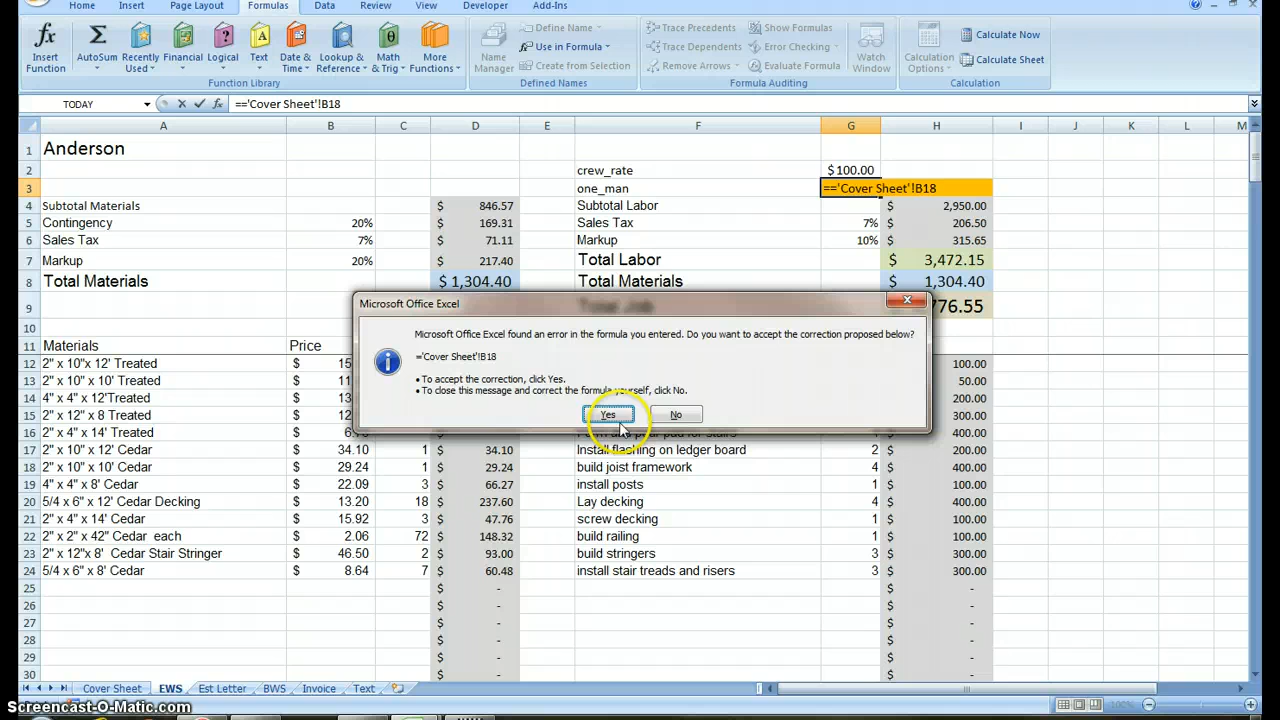 Home Insert Page Layout Formulas Data Review View Developer Add-Ins
Insert Function
AutoSum
Recently Used
Financial
Logical
Text
Date & Time
Lookup & Reference
Math & Trig
More Functions
Function Library
Name Manager
Define Name
Use in Formula
Create from Selection
Defined Names
Trace Precedents
Trace Dependents
Remove Arrows
Show Formulas
Error Checking
Evaluate Formula
Formula Auditing
Watch Window
Calculation Options
Calculate Now
Calculate Sheet
Calculation
TODAY fx =='Cover Sheet'!B18
A B C D E F G H I J K L M
1 Anderson
2 crew_rate $ 100.00
3 one_man =='Cover Sheet'!B18
4 Subtotal Materials $ 846.57 Subtotal Labor $ 2,950.00
5 Contingency 20% $ 169.31 Sales Tax 7% $ 206.50
6 Sales Tax 7% $ 71.11 Markup 10% $ 315.65
7 Markup 20% $ 217.40 Total Labor $ 3,472.15
8 Total Materials $ 1,304.40 Total Materials $ 1,304.40
9 Total Job 776.55
10
11 Materials Price
12 2" x 10"x 12' Treated $ 15 100.00
13 2" x 10" x 10' Treated $ 11 50.00
14 4" x 4" x 12'Treated $ 13 200.00
15 2" x 12" x 8 Treated $ 12 300.00
16 2" x 4" x 14' Treated $ $ 400.00
17 2" x 10" x 12' Cedar $ 34.10 1 $ 34.10 Install flashing on ledger board 2 $ 200.00
18 2" x 10" x 10' Cedar $ 29.24 1 $ 29.24 build joist framework 4 $ 400.00
19 4" x 4" x 8' Cedar $ 22.09 3 $ 66.27 install posts 1 $ 100.00
20 5/4 x 6" x 12' Cedar Decking $ 13.20 18 $ 237.60 Lay decking 4 $ 400.00
21 2" x 4" x 14' Cedar $ 15.92 3 $ 47.76 screw decking 1 $ 100.00
22 2" x 2" x 42" Cedar each $ 2.06 72 $ 148.32 build railing 1 $ 100.00
23 2" x 12"x 8' Cedar Stair Stringer $ 46.50 2 $ 93.00 build stringers 3 $ 300.00
24 5/4 x 6" x 8' Cedar $ 8.64 7 $ 60.48 install stair treads and risers 3 $ 300.00
25 $ - $ -
26 $ - $ -
27 $ - $ -
28 $ - $ -
29 $ - $ -
30 $ - $ -
Microsoft Office Excel
Microsoft Office Excel found an error in the formula you entered. Do you want to accept the correction proposed below?
='Cover Sheet'!B18
• To accept the correction, click Yes.
• To close this message and correct the formula yourself, click No.
Yes No
Cover Sheet EWS Est Letter BWS Invoice Text
100%
Screencast-O-Matic.com